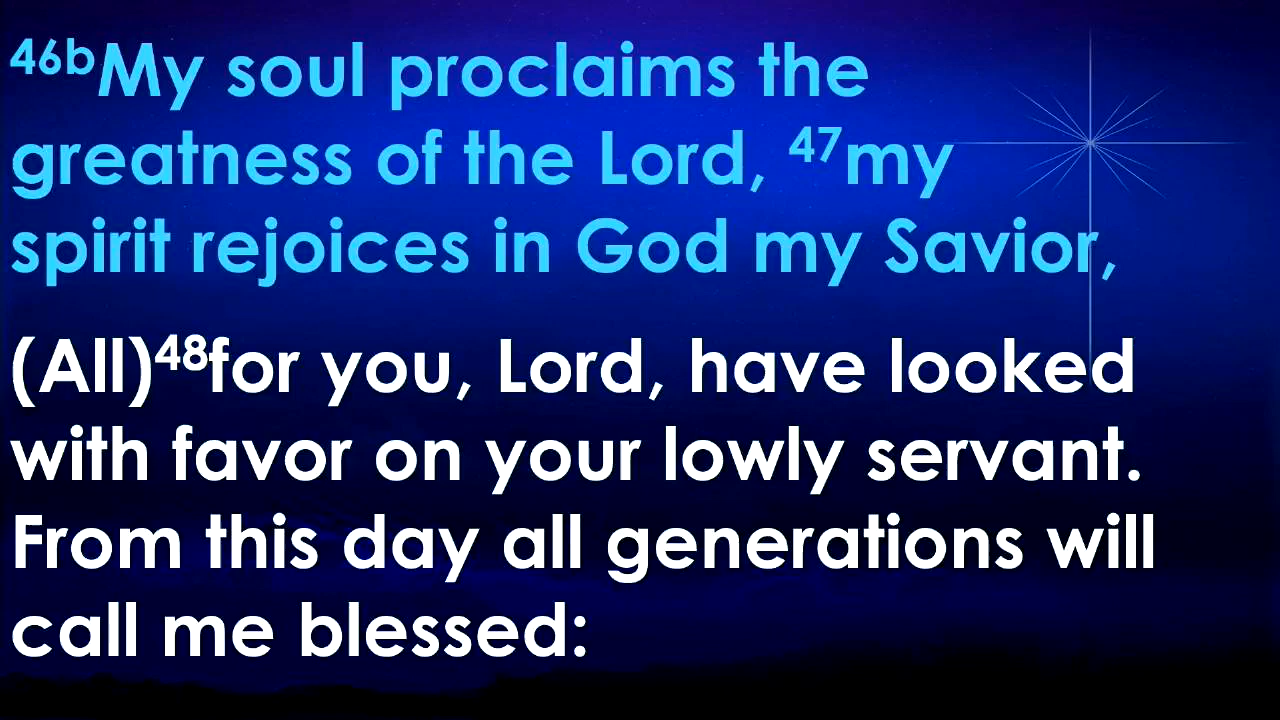 46bMy soul proclaims the
greatness of the Lord, 47my
spirit rejoices in God my Savior,
(All)48for you, Lord, have looked
with favor on your lowly servant.
From this day all generations will
call me blessed: